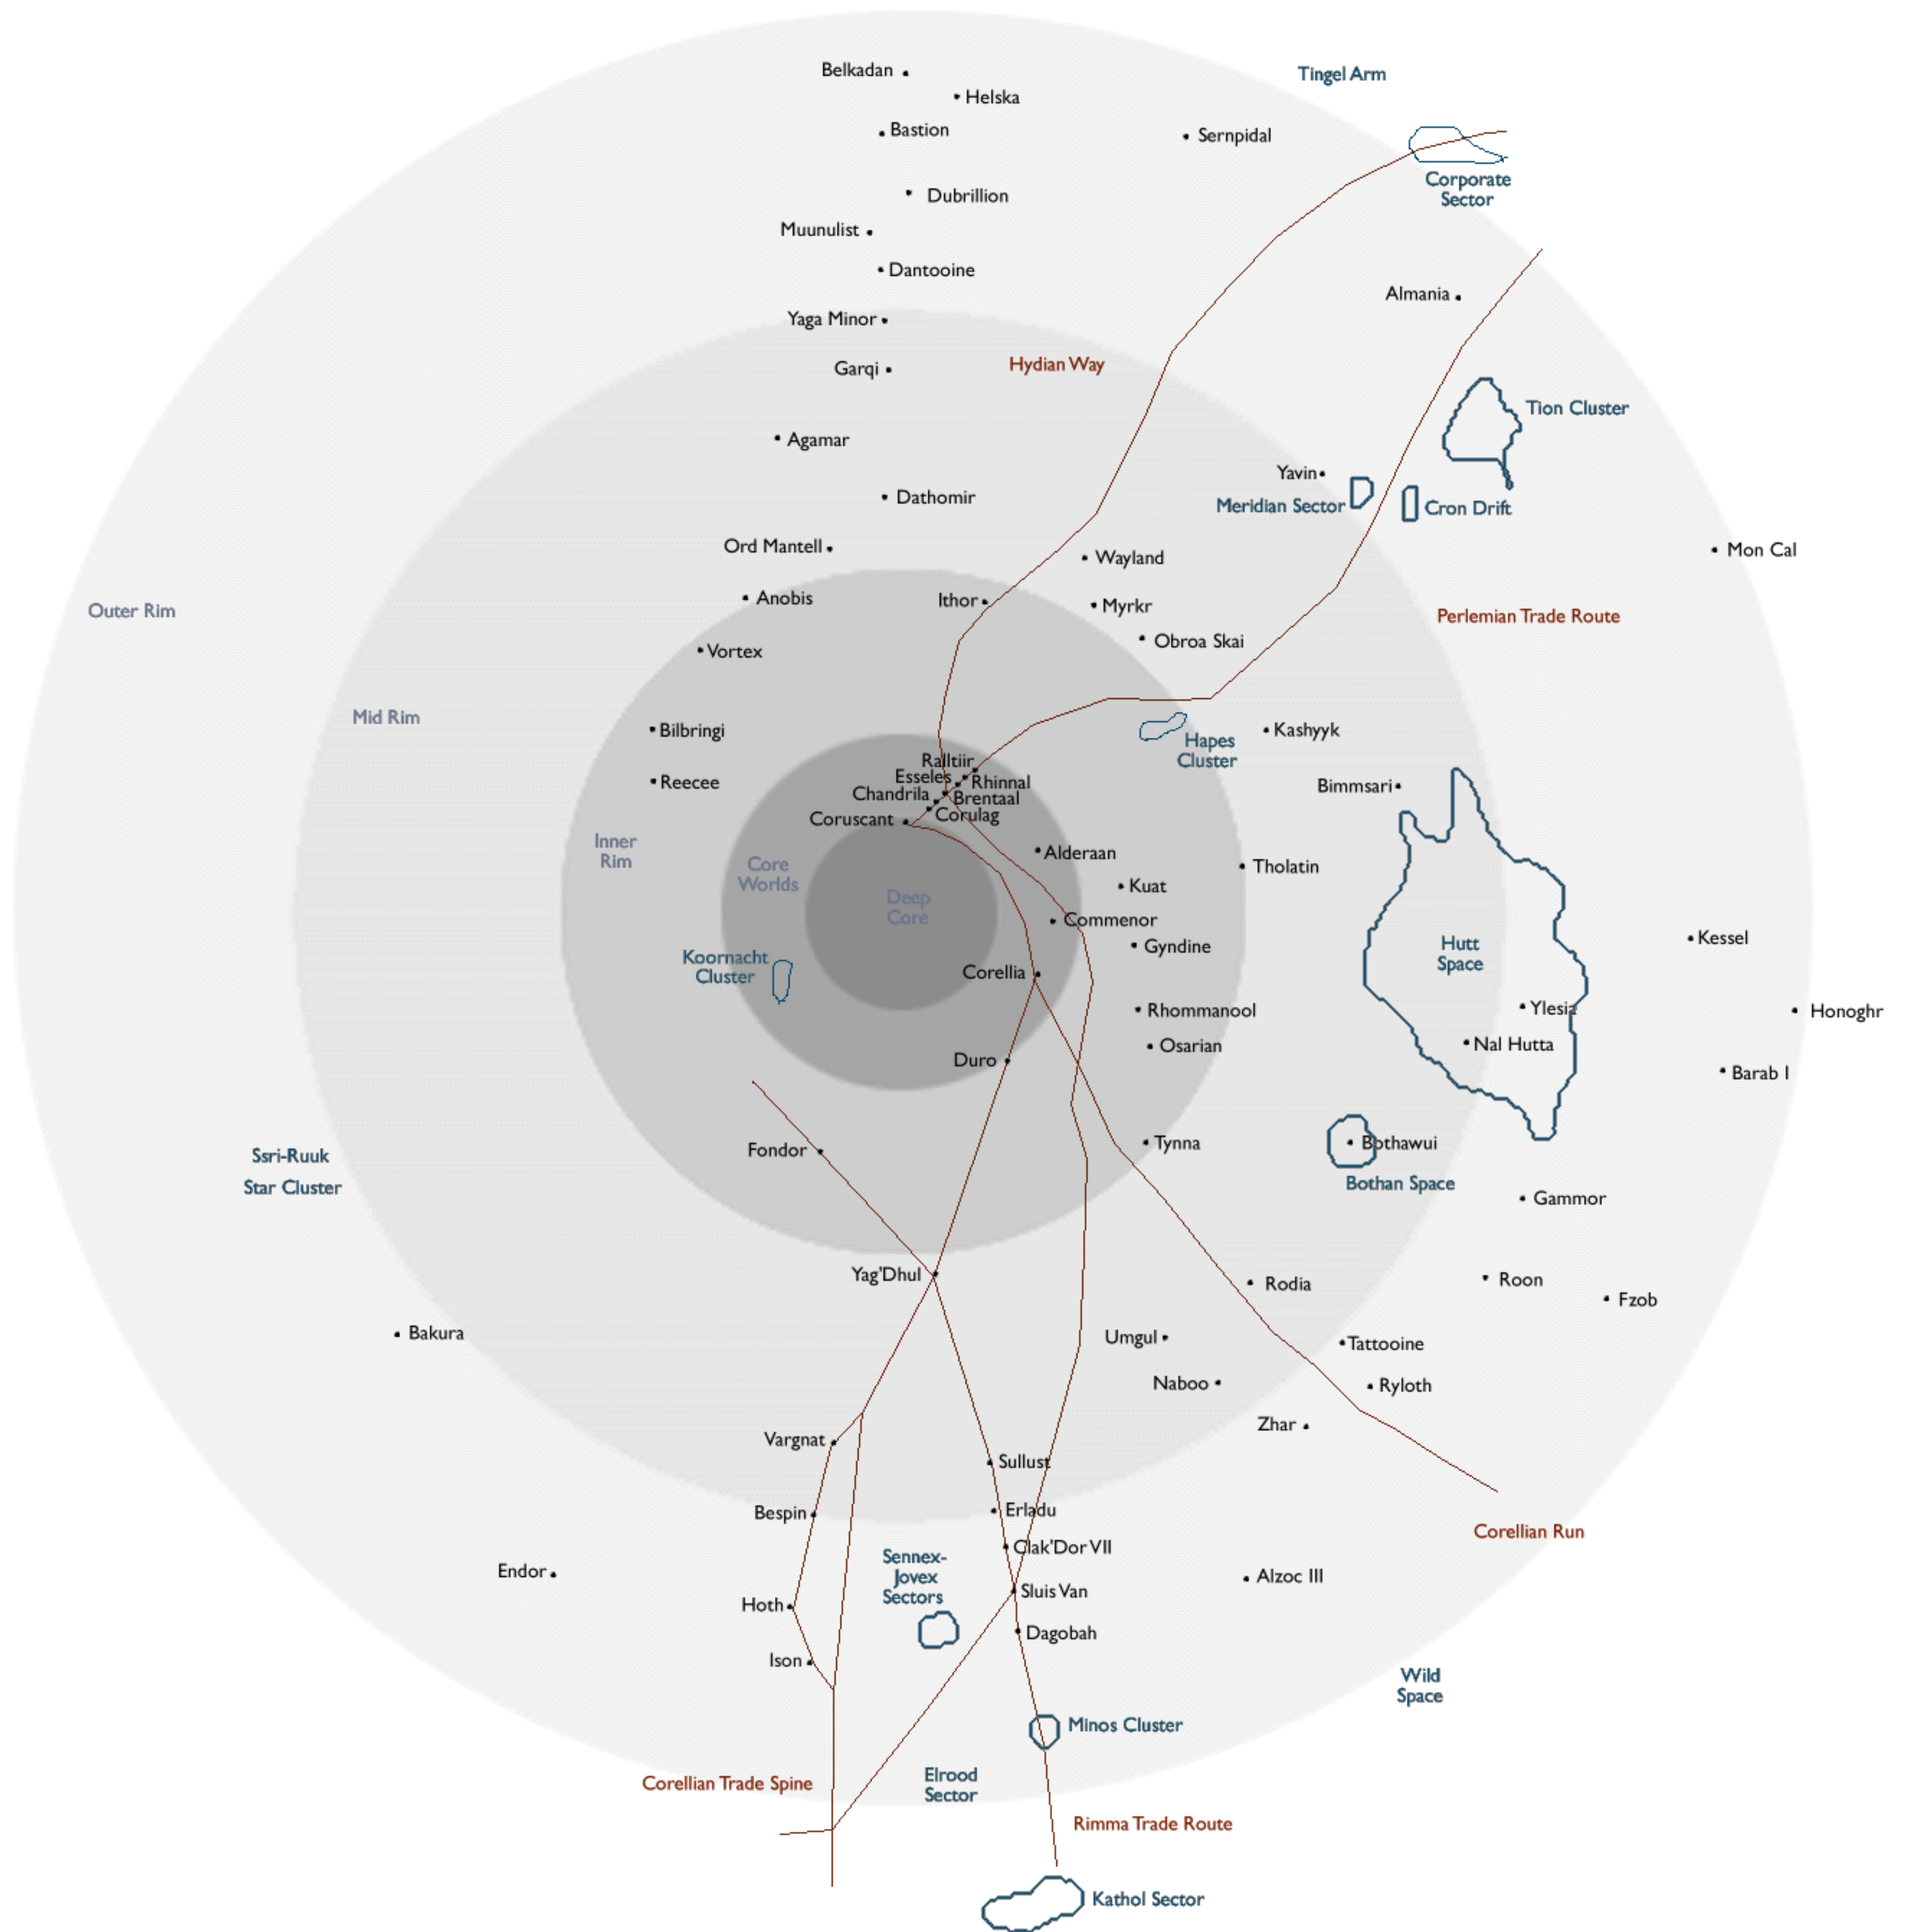 Belkadan
Tingel Arm
Helska
Bastion
Sernpidal
Corporate
Sector
Dubrillion
Muunulist
Dantooine
Almania
Yaga Minor
Hydian Way
Garqi
Tion Cluster
Agamar
Yavin
Dathomir
Meridian Sector
Cron Drift
Ord Mantell
Wayland
Mon Cal
Anobis
Ithor
Myrkr
Outer Rim
Perlemian Trade Route
Obroa Skai
Vortex
Mid Rim
Bilbringi
Kashyyk
Hapes
Cluster
Ralltiir
Esseles
Rhinnal
Reecee
Bimmsari
Chandrila
Brentaal
Corulag
Coruscant
Inner
Rim
Alderaan
Core
Worlds
Tholatin
Kuat
Deep
Core
Commenor
Kessel
Gyndine
Hutt
Space
Koornacht
Cluster
Corellia
Ylesia
Rhommanool
Honoghr
Osarian
Nal Hutta
Duro
Barab I
Fondor
Tynna
Bothawui
Ssri-Ruuk
Star Cluster
Bothan Space
Gammor
Yag'Dhul
Rodia
Roon
Fzob
Bakura
Umgul
Tattooine
Naboo
Ryloth
Zhar
Vargnat
Sullust
Bespin
Erladu
Corellian Run
Clak'Dor VII
Sennex-
Jovex
Sectors
Endor
Alzoc III
Hoth
Sluis Van
Dagobah
Ison
Wild
Space
Minos Cluster
Corellian Trade Spine
Elrood
Sector
Rimma Trade Route
Kathol Sector